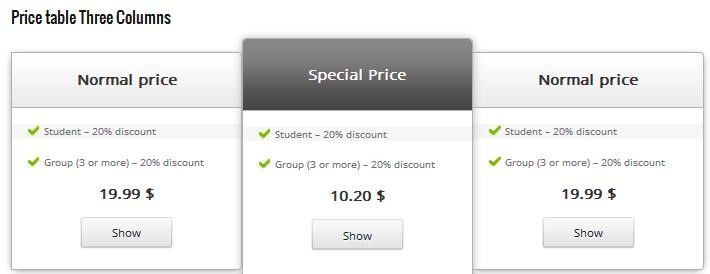 Price table Three Columns
Normal price
Student – 20% discount
Group (3 or more) – 20% discount
19.99 $
Show
Special Price
Student – 20% discount
Group (3 or more) – 20% discount
10.20 $
Show
Normal price
Student – 20% discount
Group (3 or more) – 20% discount
19.99 $
Show